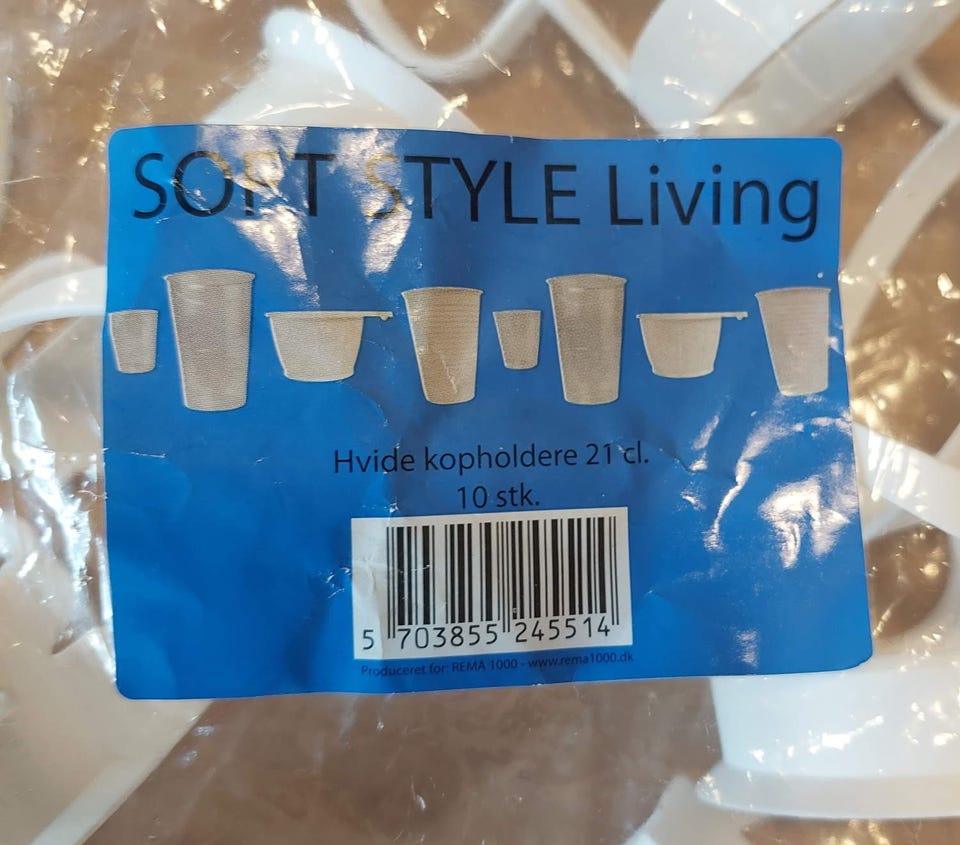 SOFT STYLE Living
Hvide kopholdere 21 cl.
10 stk.
5 703855 245514
Produceret for: REMA 1000 - www.rema1000.dk